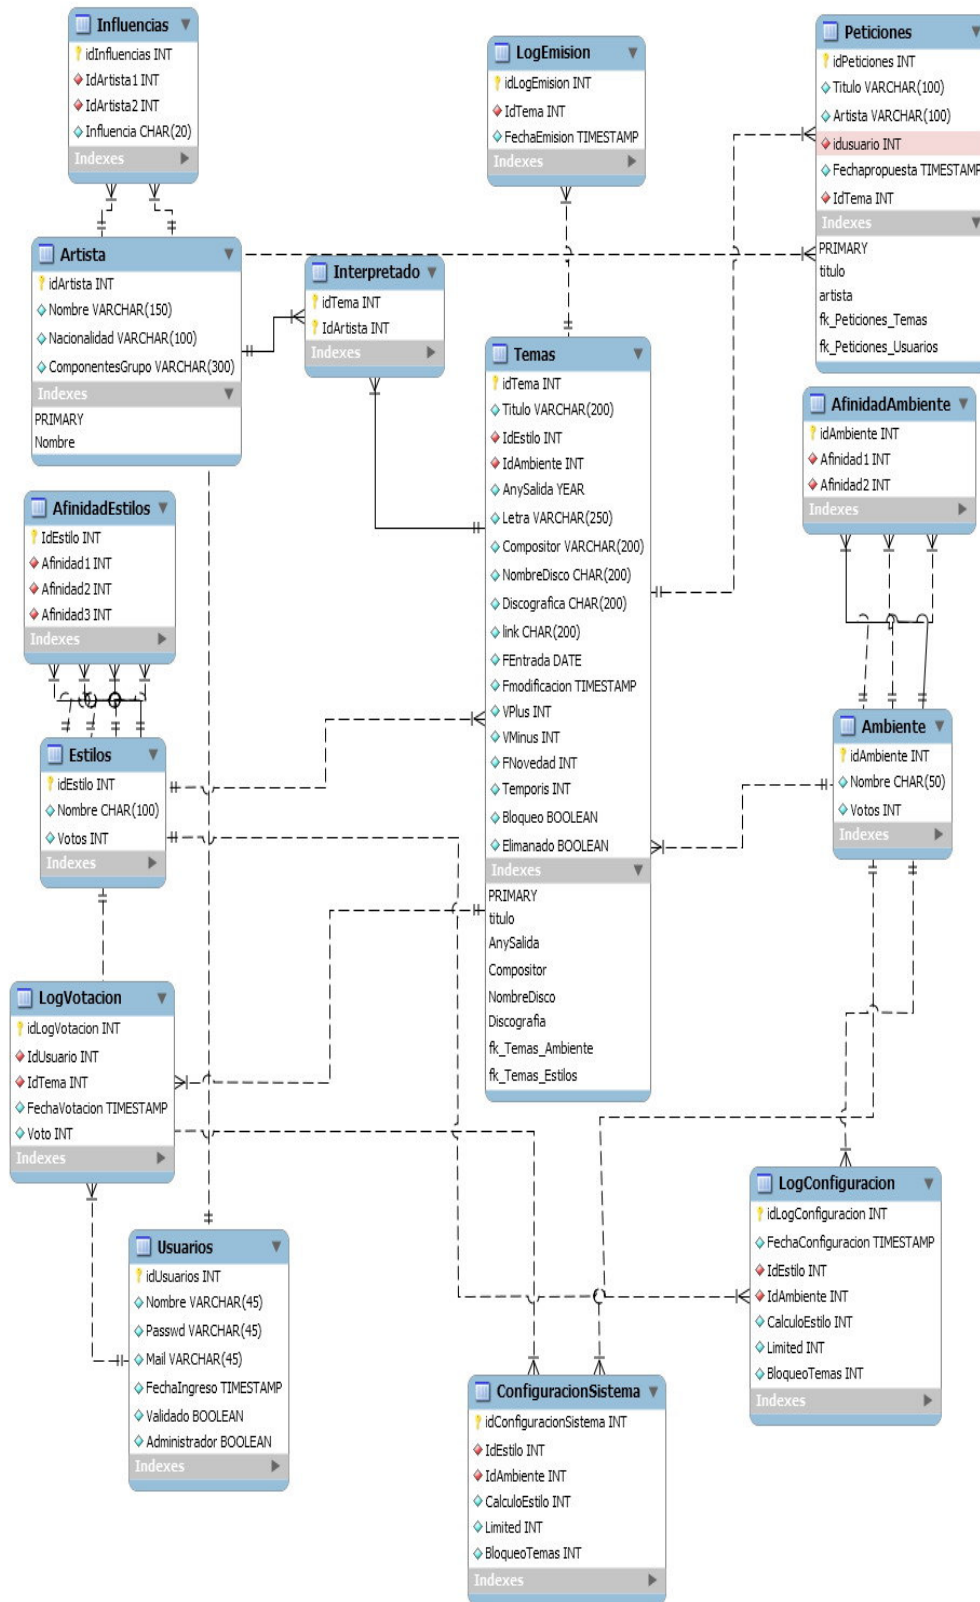 Influencias
idInfluencias INT
IdArtista1 INT
IdArtista2 INT
Influencia CHAR(20)
Indexes
LogEmision
idLogEmision INT
IdTema INT
FechaEmision TIMESTAMP
Indexes
Peticiones
idPeticiones INT
Titulo VARCHAR(100)
Artista VARCHAR(100)
idusuario INT
Fechapropuesta TIMESTAMP
IdTema INT
Indexes
PRIMARY
titulo
artista
fk_Peticiones_Temas
fk_Peticiones_Usuarios
Artista
idArtista INT
Nombre VARCHAR(150)
Nacionalidad VARCHAR(100)
ComponentesGrupo VARCHAR(300)
Indexes
PRIMARY
Nombre
Interpretado
idTema INT
IdArtista INT
Indexes
Temas
idTema INT
Titulo VARCHAR(200)
IdEstilo INT
IdAmbiente INT
AnySalida YEAR
Letra VARCHAR(250)
Compositor VARCHAR(200)
NombreDisco CHAR(200)
Discografica CHAR(200)
link CHAR(200)
FEntrada DATE
Fmodificacion TIMESTAMP
VPlus INT
VMinus INT
FNovedad INT
Temporis INT
Bloqueo BOOLEAN
Elimanado BOOLEAN
Indexes
PRIMARY
titulo
AnySalida
Compositor
NombreDisco
Discografia
fk_Temas_Ambiente
fk_Temas_Estilos
AfinidadAmbiente
idAmbiente INT
Afinidad1 INT
Afinidad2 INT
Indexes
AfinidadEstilos
IdEstilo INT
Afinidad1 INT
Afinidad2 INT
Afinidad3 INT
Indexes
Estilos
idEstilo INT
Nombre CHAR(100)
Votos INT
Indexes
Ambiente
idAmbiente INT
Nombre CHAR(50)
Votos INT
Indexes
LogVotacion
idLogVotacion INT
IdUsuario INT
IdTema INT
FechaVotacion TIMESTAMP
Voto INT
Indexes
Usuarios
idUsuarios INT
Nombre VARCHAR(45)
Passwd VARCHAR(45)
Mail VARCHAR(45)
FechaIngreso TIMESTAMP
Validado BOOLEAN
Administrador BOOLEAN
Indexes
LogConfiguracion
idLogConfiguracion INT
FechaConfiguracion TIMESTAMP
IdEstilo INT
IdAmbiente INT
CalculoEstilo INT
Limited INT
BloqueoTemas INT
Indexes
ConfiguracionSistema
idConfiguracionSistema INT
IdEstilo INT
IdAmbiente INT
CalculoEstilo INT
Limited INT
BloqueoTemas INT
Indexes